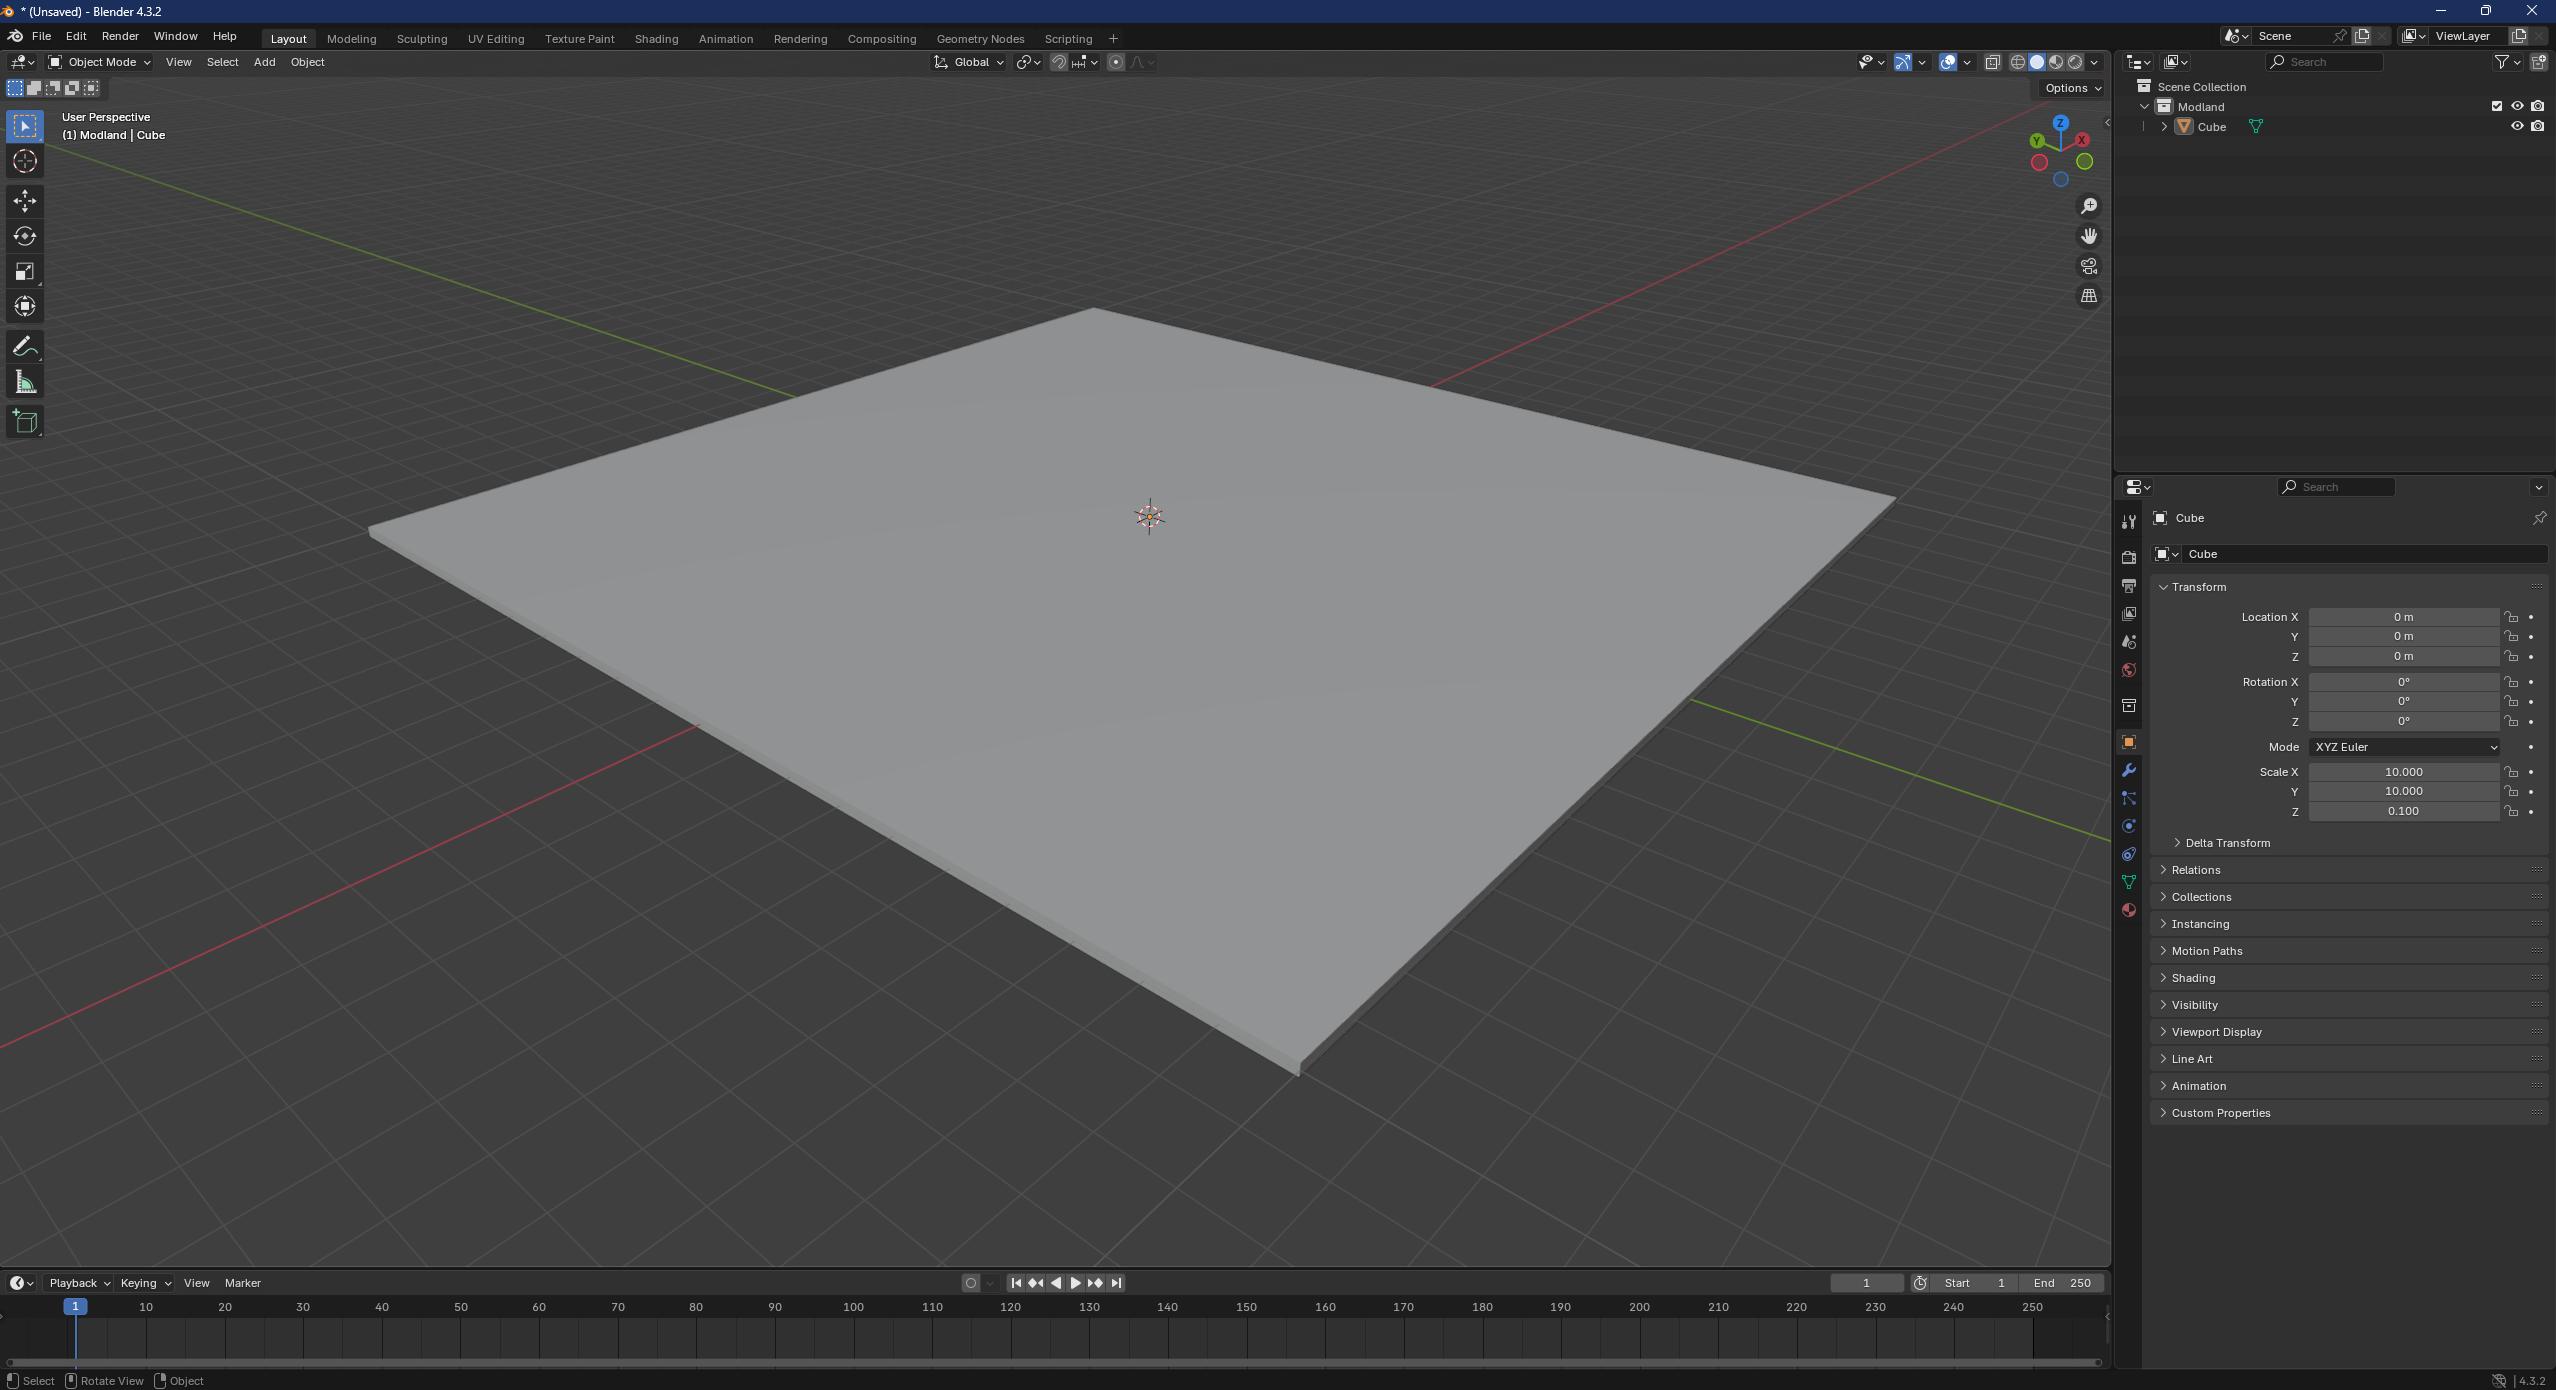 * (Unsaved) - Blender 4.3.2
File Edit Render Window Help Layout Modeling Sculpting UV Editing Texture Paint Shading Animation Rendering Compositing Geometry Nodes Scripting + Scene ViewLayer
Object Mode View Select Add Object Global Search
Options
User Perspective
(1) Modland | Cube
Z
Y
X
Scene Collection
Modland
Cube
Search
Cube
Cube
Transform
Location X 0 m
Y 0 m
Z 0 m
Rotation X 0°
Y 0°
Z 0°
Mode XYZ Euler
Scale X 10.000
Y 10.000
Z 0.100
Delta Transform
Relations
Collections
Instancing
Motion Paths
Shading
Visibility
Viewport Display
Line Art
Animation
Custom Properties
Playback Keying View Marker 1 Start 1 End 250
1 10 20 30 40 50 60 70 80 90 100 110 120 130 140 150 160 170 180 190 200 210 220 230 240 250
Select Rotate View Object 4.3.2